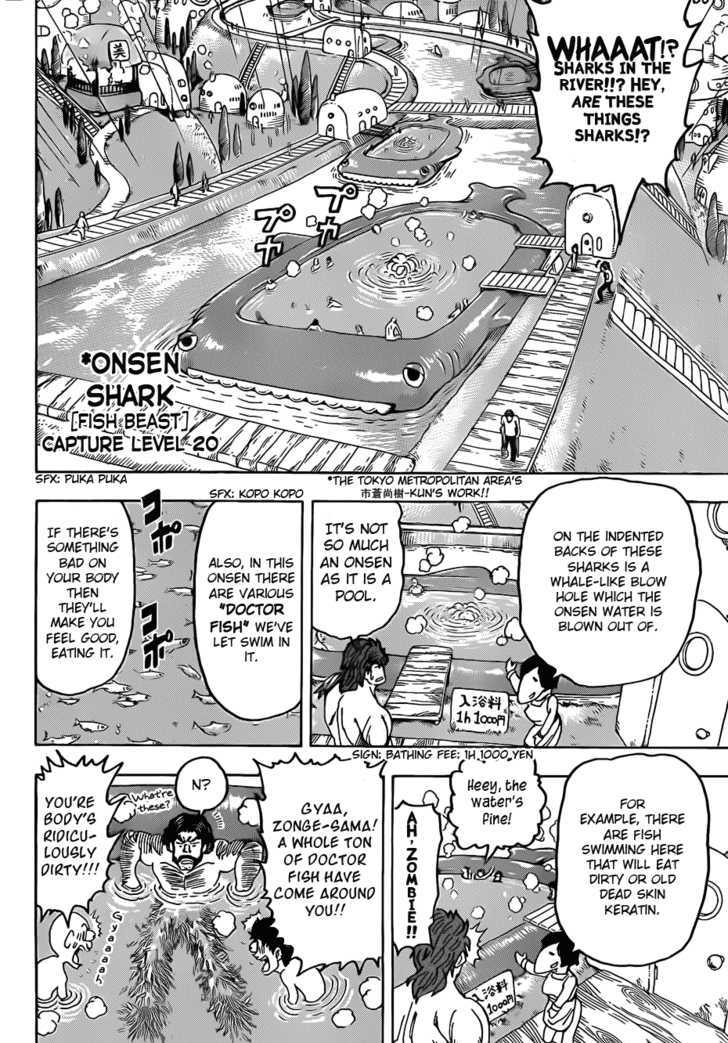 WHAAAT!?
SHARKS IN THE
RIVER!!? HEY,
ARE THESE
THINGS
SHARKS!?
美
プカ
プカ
*ONSEN
SHARK
[FISH BEAST]
CAPTURE LEVEL 20
SFX: PUKA PUKA
*THE TOKYO METROPOLITAN AREA'S
市蒼尚樹-KUN'S WORK!!
SFX: KOPO KOPO
ON THE INDENTED
BACKS OF THESE
SHARKS IS A
WHALE-LIKE BLOW
HOLE WHICH THE
ONSEN WATER IS
BLOWN OUT OF.
IT'S NOT
SO MUCH
AN ONSEN
AS IT IS A
POOL.
入浴料
1h1000円
SIGN: BATHING FEE: 1H 1000 YEN
ALSO, IN THIS
ONSEN THERE
ARE VARIOUS
"DOCTOR
FISH" WE'VE
LET SWIM IN
IT.
コポ
コポ
IF THERE'S
SOMETHING
BAD ON
YOUR BODY
THEN
THEY'LL
MAKE YOU
FEEL GOOD,
EATING IT.
FOR
EXAMPLE, THERE
ARE FISH
SWIMMING HERE
THAT WILL EAT
DIRTY OR OLD
DEAD SKIN
KERATIN.
Heey, the
water's
fine!
AH, ZOMBIE!!
入浴料
1000円
GYAA,
ZONGE-SAMA!
A WHOLE TON
OF DOCTOR
FISH HAVE
COME AROUND
YOU!!
N?
What're
these?
YOU'RE
BODY'S
RIDICU-
LOUSLY
DIRTY!!!
Gyaaaah